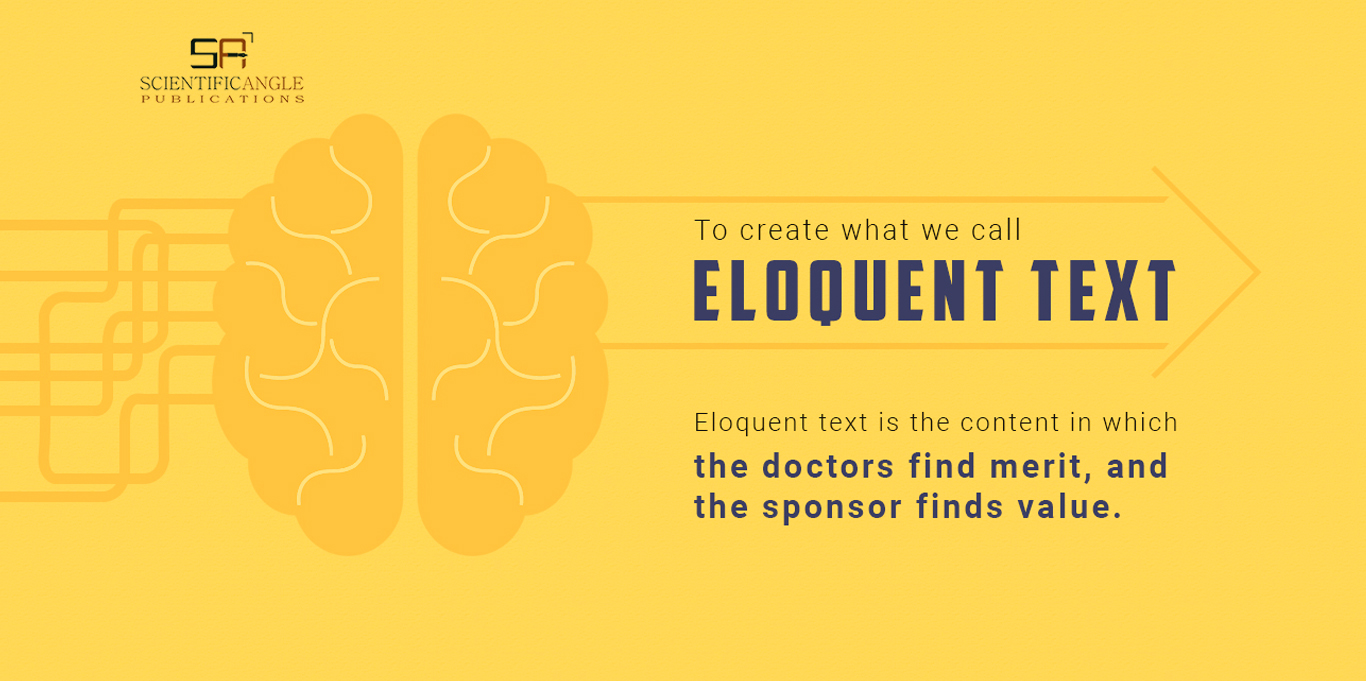 SA
SCIENTIFICANGLE
PUBLICATIONS
To create what we call
ELOQUENT TEXT
Eloquent text is the content in which
the doctors find merit, and
the sponsor finds value.